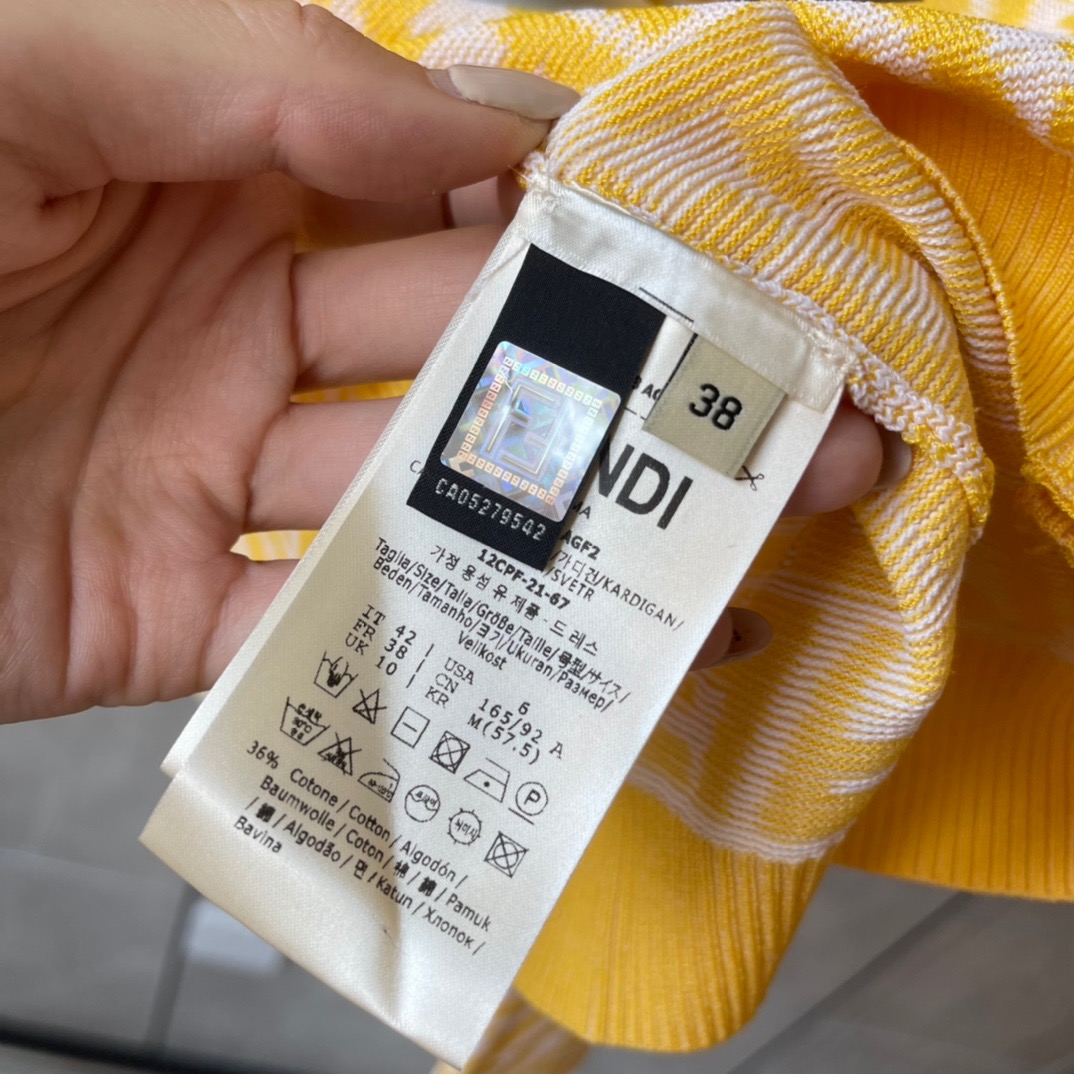 38
NDI
CA05279542
AGF2
가디건/KARDIGAN/
12CPF-21-67
/SVETR
가정 용 섬 유 제 품 - 드 레 스
Tagila/Size/Talla/Größe/Taille/号型/サイズ/
Beden/Tamanho/크기/Ukuran/Размер/
Velikost
IT 42 | USA 6
FR 38 | CN 165/92 A
UK 10 | KR M(57.5)
P
36% Cotone/Cotton/Algodón/
Baumwolle/Coton/棉/綿/Pamuk
/綿/Algodão/면/Katun/Хлопок/
Bavlna